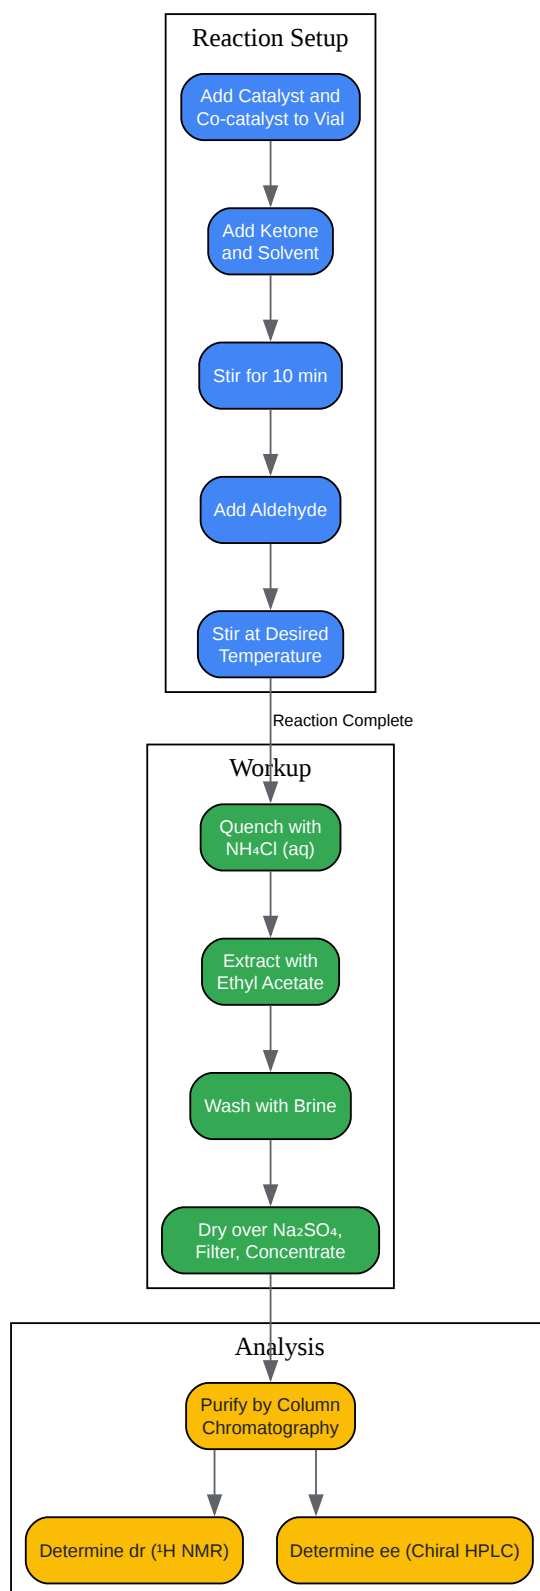 Reaction Setup
Add Catalyst and
Co-catalyst to Vial
Add Ketone
and Solvent
Stir for 10 min
Add Aldehyde
Stir at Desired
Temperature
Reaction Complete
Workup
Quench with
NH₄Cl (aq)
Extract with
Ethyl Acetate
Wash with Brine
Dry over Na₂SO₄,
Filter, Concentrate
Analysis
Purify by Column
Chromatography
Determine dr (¹H NMR)
Determine ee (Chiral HPLC)